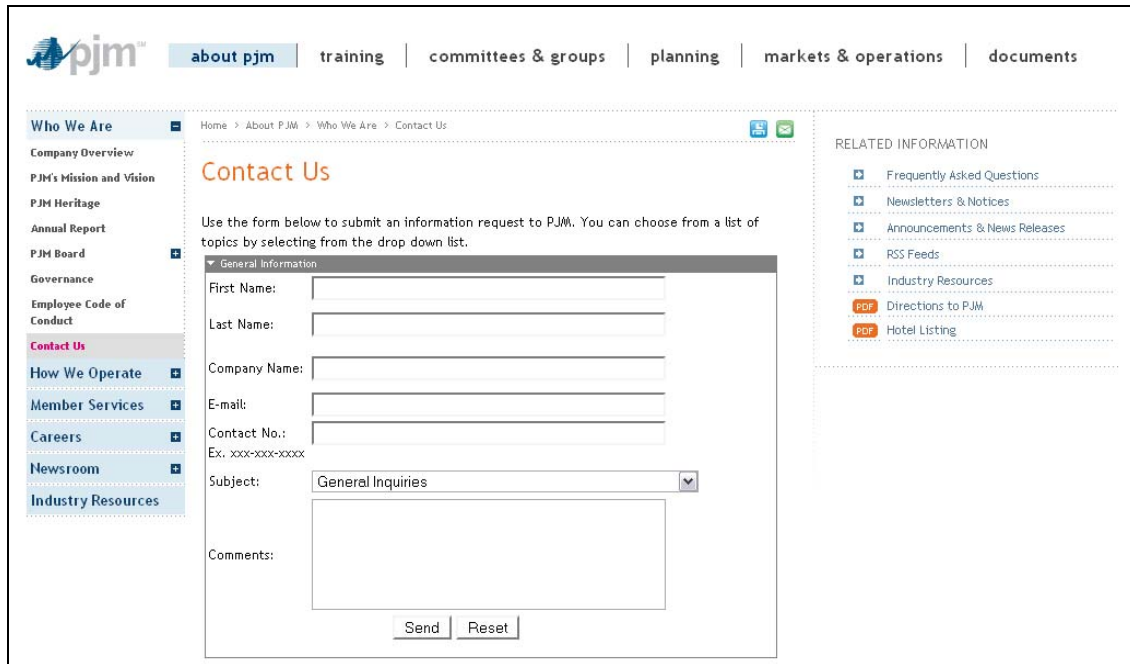 pjm™
about pjm | training | committees & groups | planning | markets & operations | documents
Who We Are
Company Overview
PJM's Mission and Vision
PJM Heritage
Annual Report
PJM Board
Governance
Employee Code of
Conduct
Contact Us
How We Operate
Member Services
Careers
Newsroom
Industry Resources
Home > About PJM > Who We Are > Contact Us
Contact Us
Use the form below to submit an information request to PJM. You can choose from a list of
topics by selecting from the drop down list.
General Information
First Name:
Last Name:
Company Name:
E-mail:
Contact No.:
Ex. xxx-xxx-xxxx
Subject: General Inquiries
Comments:
Send Reset
RELATED INFORMATION
Frequently Asked Questions
Newsletters & Notices
Announcements & News Releases
RSS Feeds
Industry Resources
PDF Directions to PJM
PDF Hotel Listing